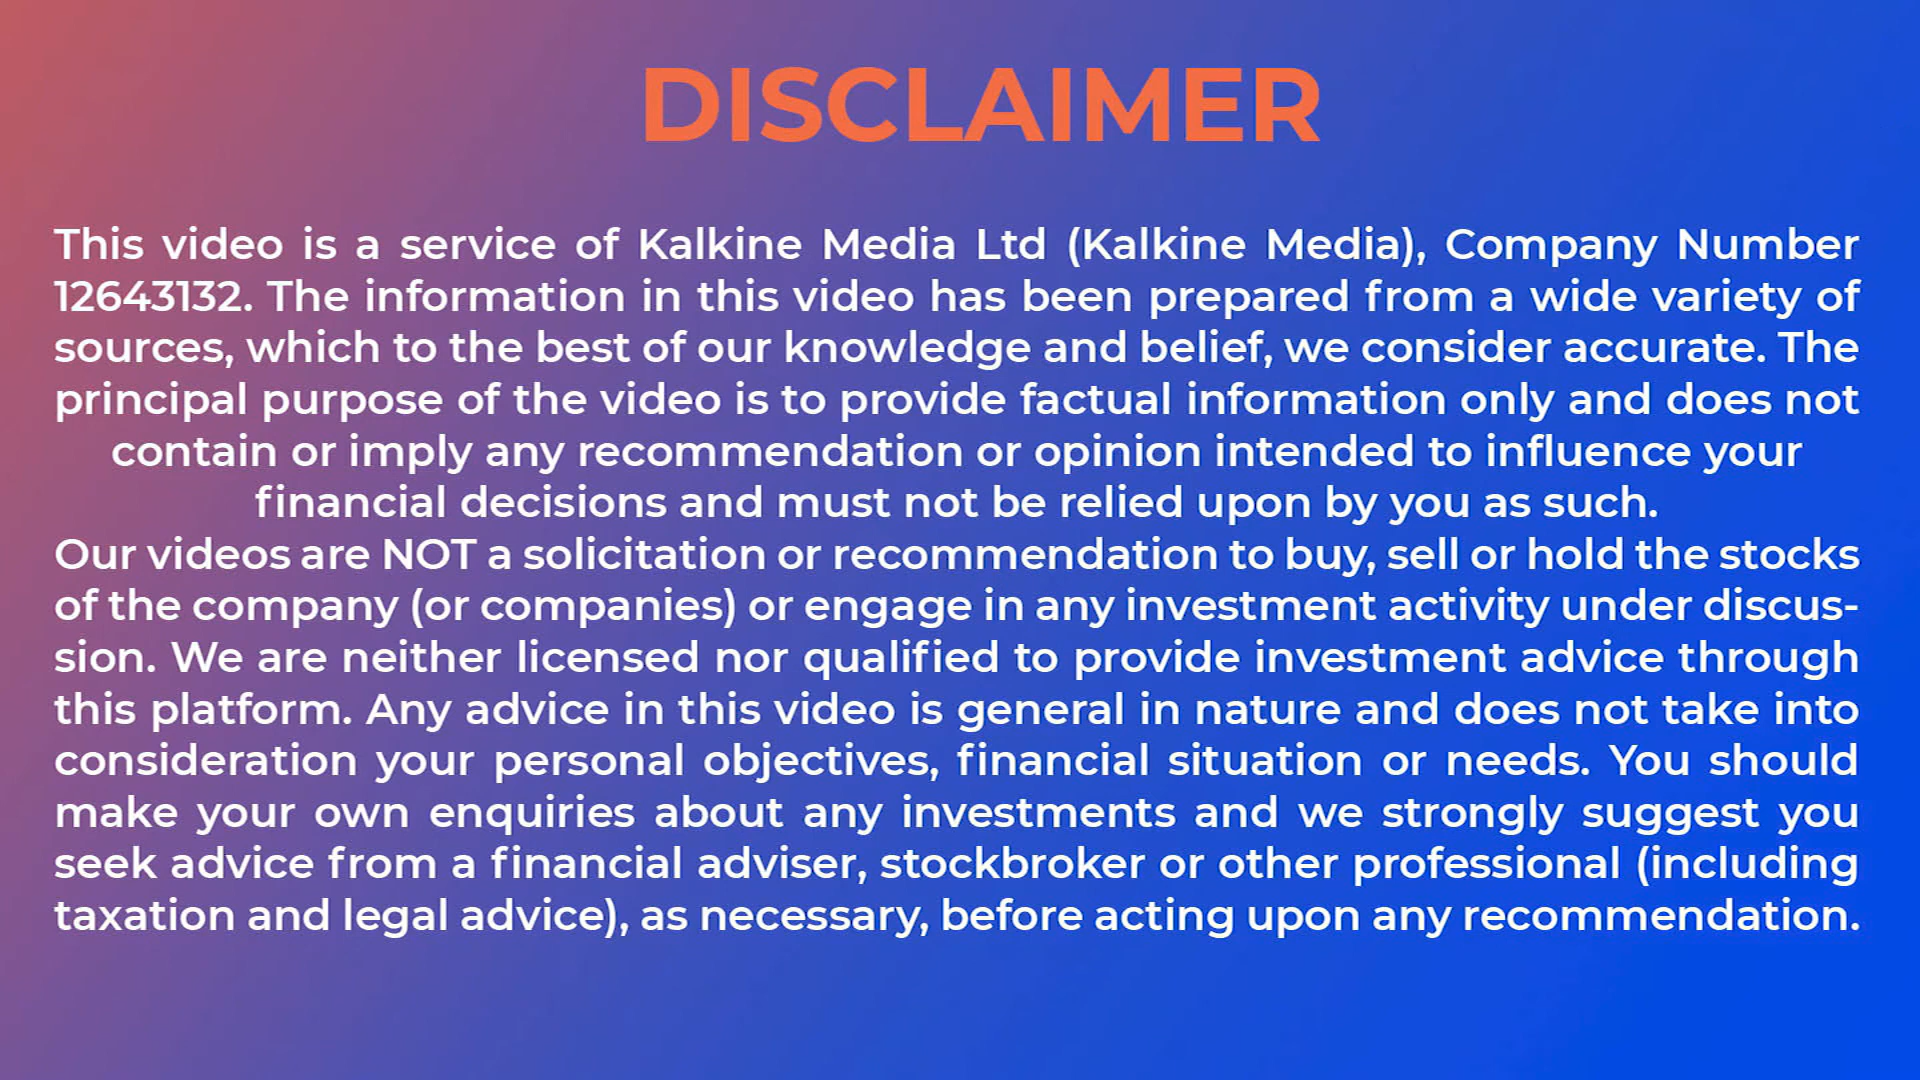 DISCLAIMER
This video is a service of Kalkine Media Ltd (Kalkine Media), Company Number
12643132. The information in this video has been prepared from a wide variety of
sources, which to the best of our knowledge and belief, we consider accurate. The
principal purpose of the video is to provide factual information only and does not
contain or imply any recommendation or opinion intended to influence your
financial decisions and must not be relied upon by you as such.
Our videos are NOT a solicitation or recommendation to buy, sell or hold the stocks
of the company (or companies) or engage in any investment activity under discus-
sion. We are neither licensed nor qualified to provide investment advice through
this platform. Any advice in this video is general in nature and does not take into
consideration your personal objectives, financial situation or needs. You should
make your own enquiries about any investments and we strongly suggest you
seek advice from a financial adviser, stockbroker or other professional (including
taxation and legal advice), as necessary, before acting upon any recommendation.